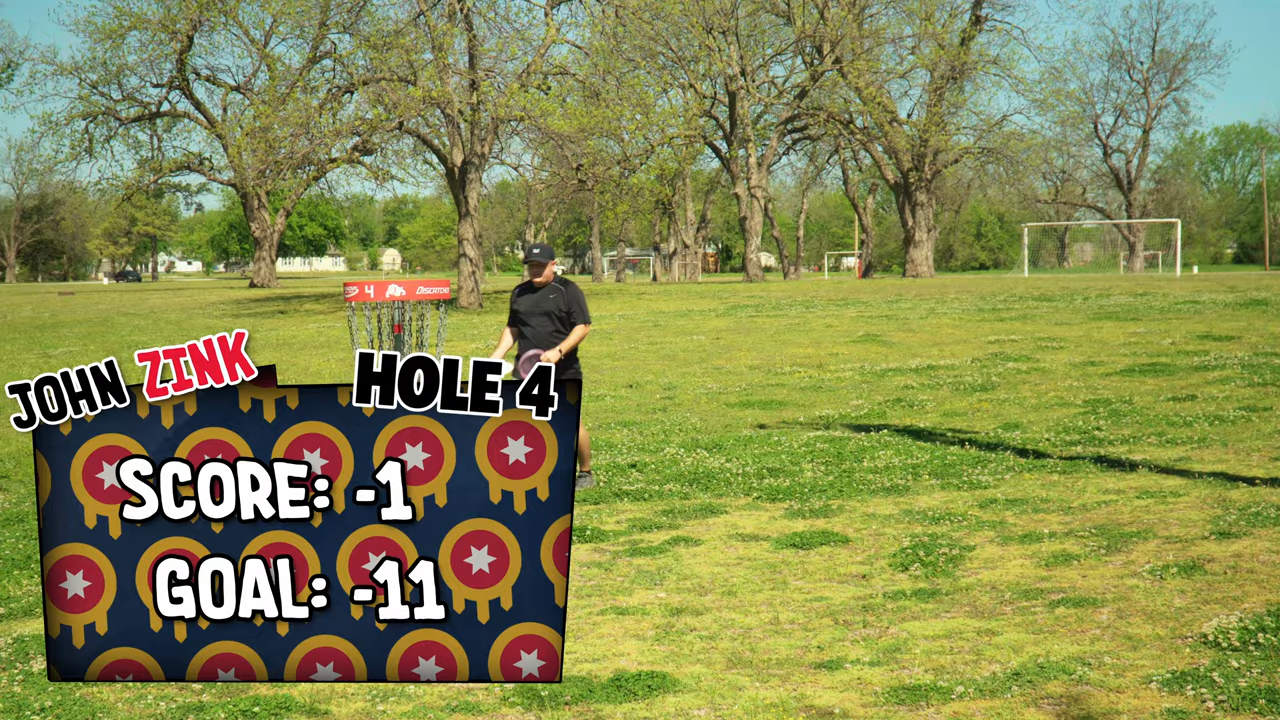 4 DISCATCHER
JOHN ZINK
HOLE 4
SCORE: -1
GOAL: -11